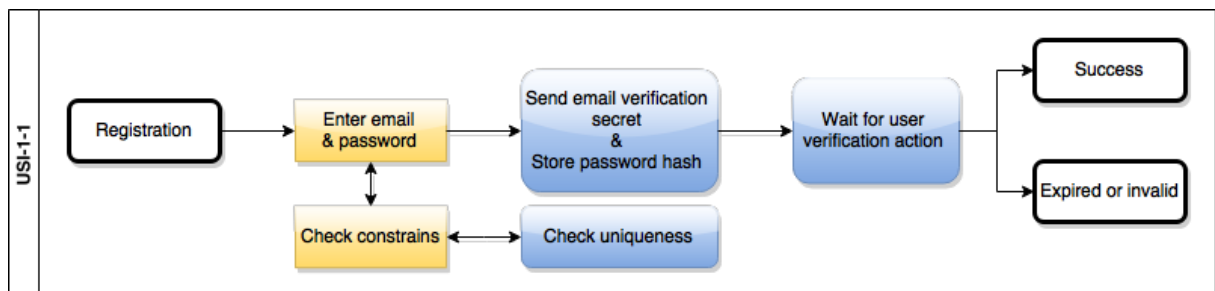 USI-1-1
Registration
Enter email
& password
Send email verification
secret
&
Store password hash
Wait for user
verification action
Success
Expired or invalid
Check constrains
Check uniqueness